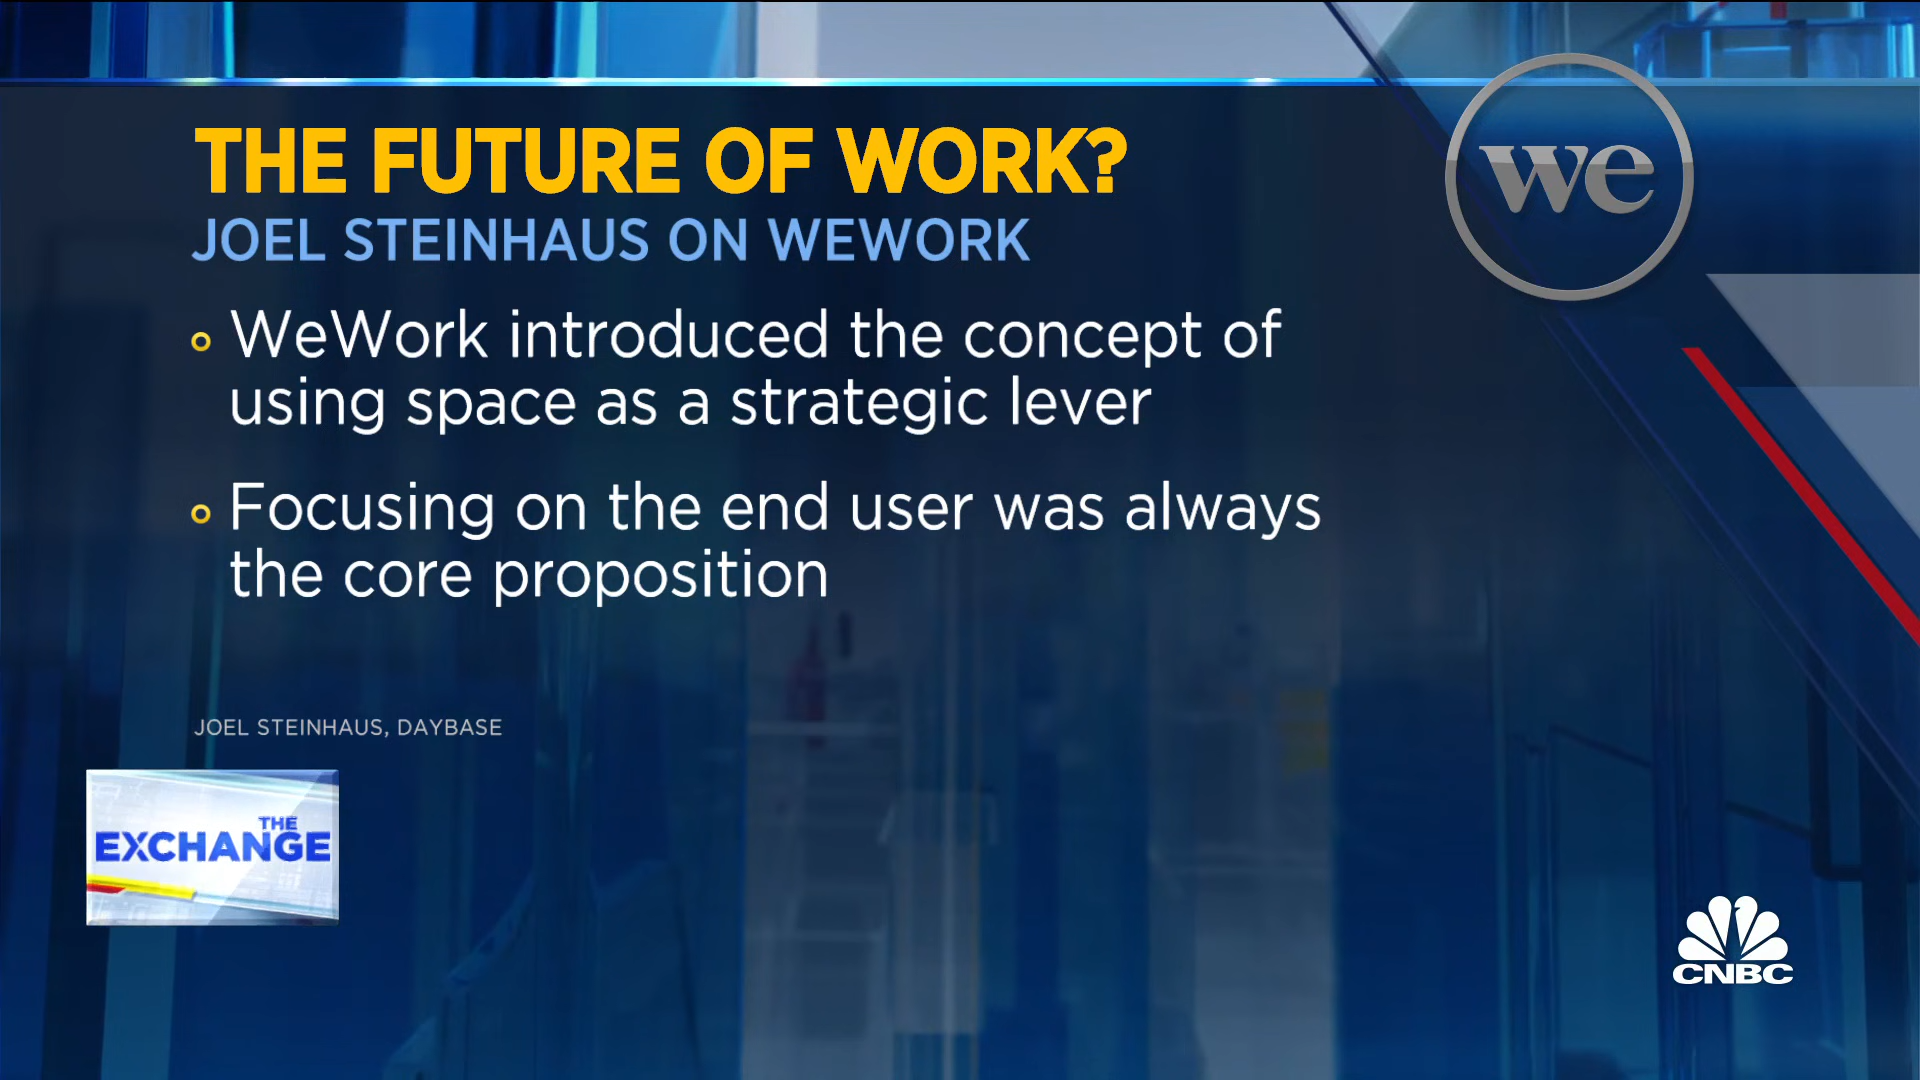 THE FUTURE OF WORK?
we
JOEL STEINHAUS ON WEWORK
WeWork introduced the concept of
using space as a strategic lever
Focusing on the end user was always
the core proposition
JOEL STEINHAUS, DAYBASE
THE
EXCHANGE
CNBC